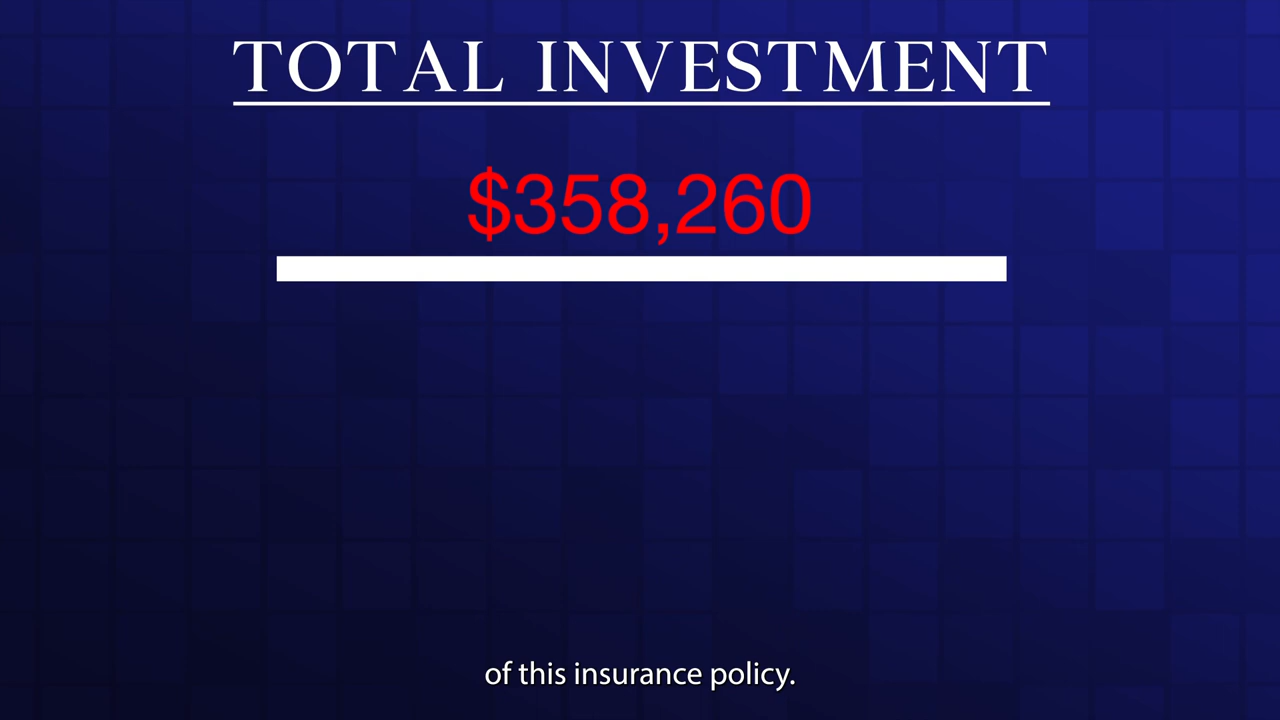 TOTAL INVESTMENT
$358,260
of this insurance policy.